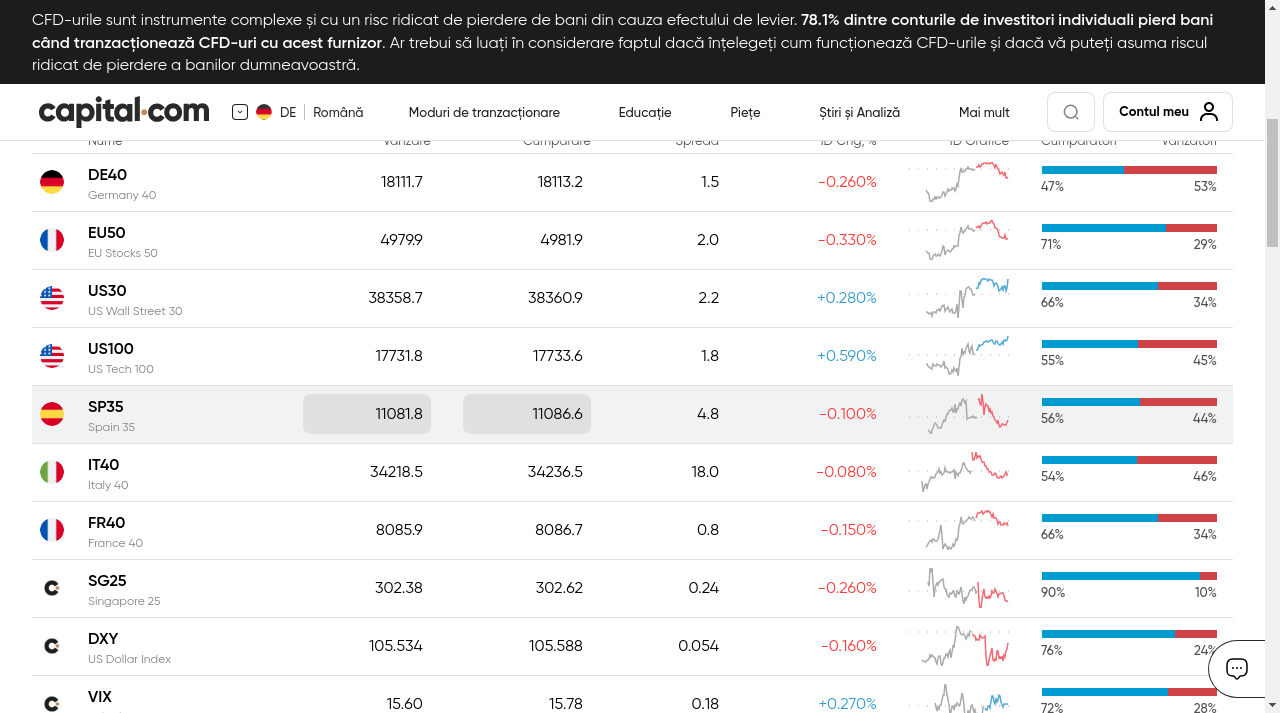 CFD-urile sunt instrumente complexe și cu un risc ridicat de pierdere de bani din cauza efectului de levier. 78.1% dintre conturile de investitori individuali pierd bani
când tranzacționează CFD-uri cu acest furnizor. Ar trebui să luați în considerare faptul dacă înțelegeți cum funcționează CFD-urile și dacă vă puteți asuma riscul
ridicat de pierdere a banilor dumneavoastră.
capital.com DE Română Moduri de tranzacționare Educație Piețe Știri și Analiză Mai mult Contul meu
DE40 18111.7 18113.2 1.5 -0.260%
Germany 40 47% 53%
EU50 4979.9 4981.9 2.0 -0.330%
EU Stocks 50 71% 29%
US30 38358.7 38360.9 2.2 +0.280%
US Wall Street 30 66% 34%
US100 17731.8 17733.6 1.8 +0.590%
US Tech 100 55% 45%
SP35 11081.8 11086.6 4.8 -0.100%
Spain 35 56% 44%
IT40 34218.5 34236.5 18.0 -0.080%
Italy 40 54% 46%
FR40 8085.9 8086.7 0.8 -0.150%
France 40 66% 34%
SG25 302.38 302.62 0.24 -0.260%
Singapore 25 90% 10%
DXY 105.534 105.588 0.054 -0.160%
US Dollar Index 76% 24%
VIX 15.60 15.78 0.18 +0.270%
72% 28%